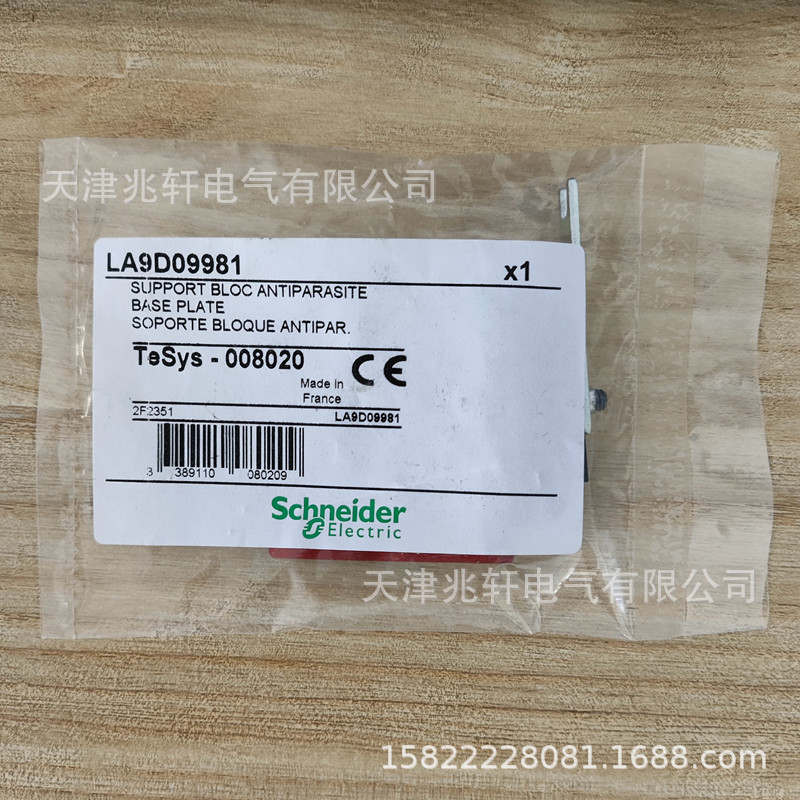 天津兆轩电气有限公司
LA9D09981 x1
SUPPORT BLOC ANTIPARASITE
BASE PLATE
SOPORTE BLOQUE ANTIPAR.
TeSys - 008020 CE
Made in
France
2F2351 LA9D09981
3 389110 080209
Schneider
Electric
天津兆轩电气有限公司
15822228081.1688.com